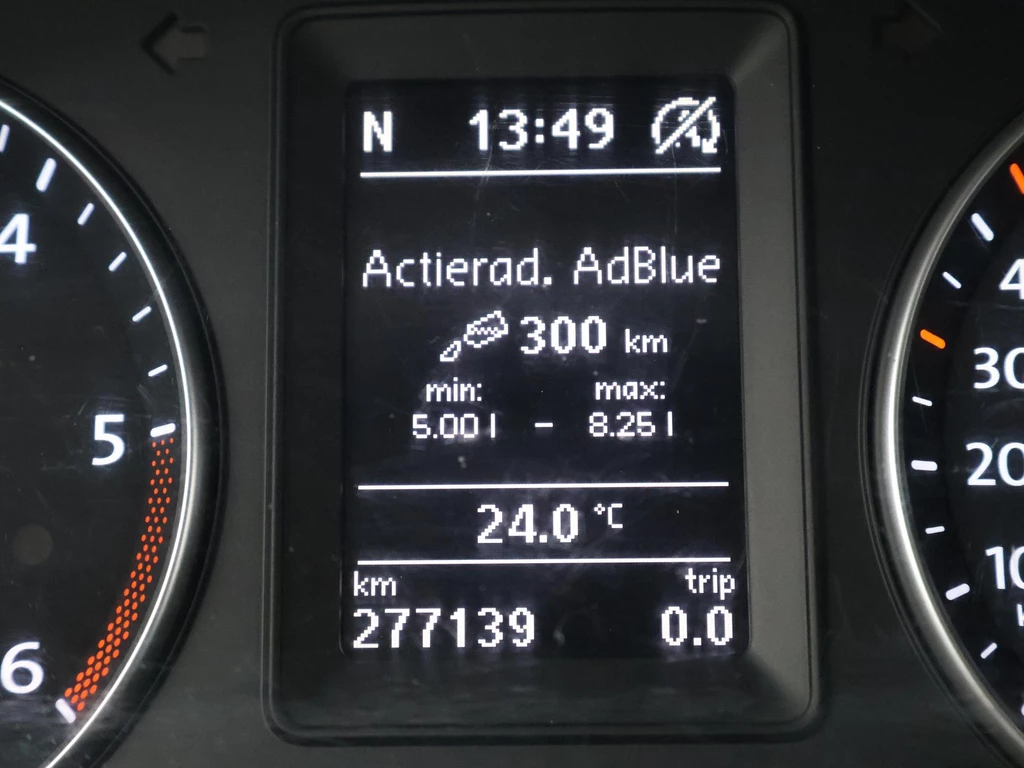 N 13:49
Actierad. AdBlue
300 km
min: max:
5.00 l - 8.25 l
24.0 °C
km trip
277139 0.0
4
5
6
30
20
10